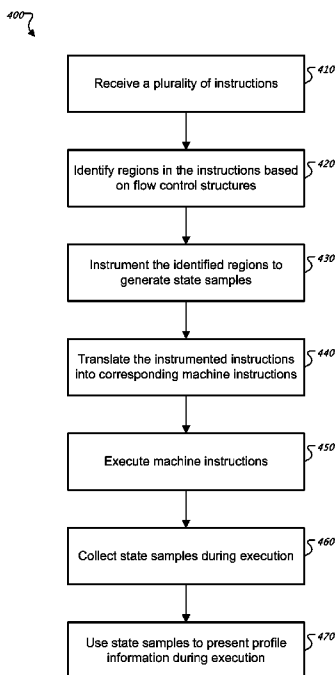 400
Receive a plurality of instructions
410
Identify regions in the instructions based
on flow control structures
420
Instrument the identified regions to
generate state samples
430
Translate the instrumented instructions
into corresponding machine instructions
440
Execute machine instructions
450
Collect state samples during execution
460
Use state samples to present profile
information during execution
470